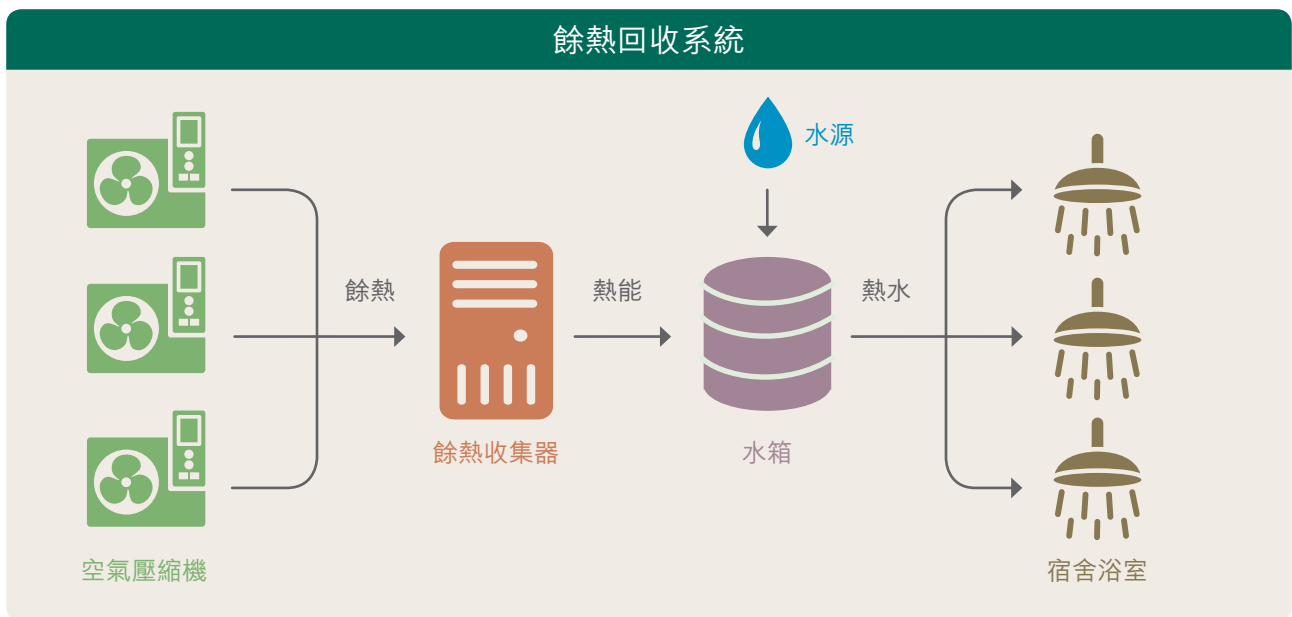 餘熱回收系統
水源
餘熱
熱能
熱水
餘熱收集器
水箱
空氣壓縮機
宿舍浴室